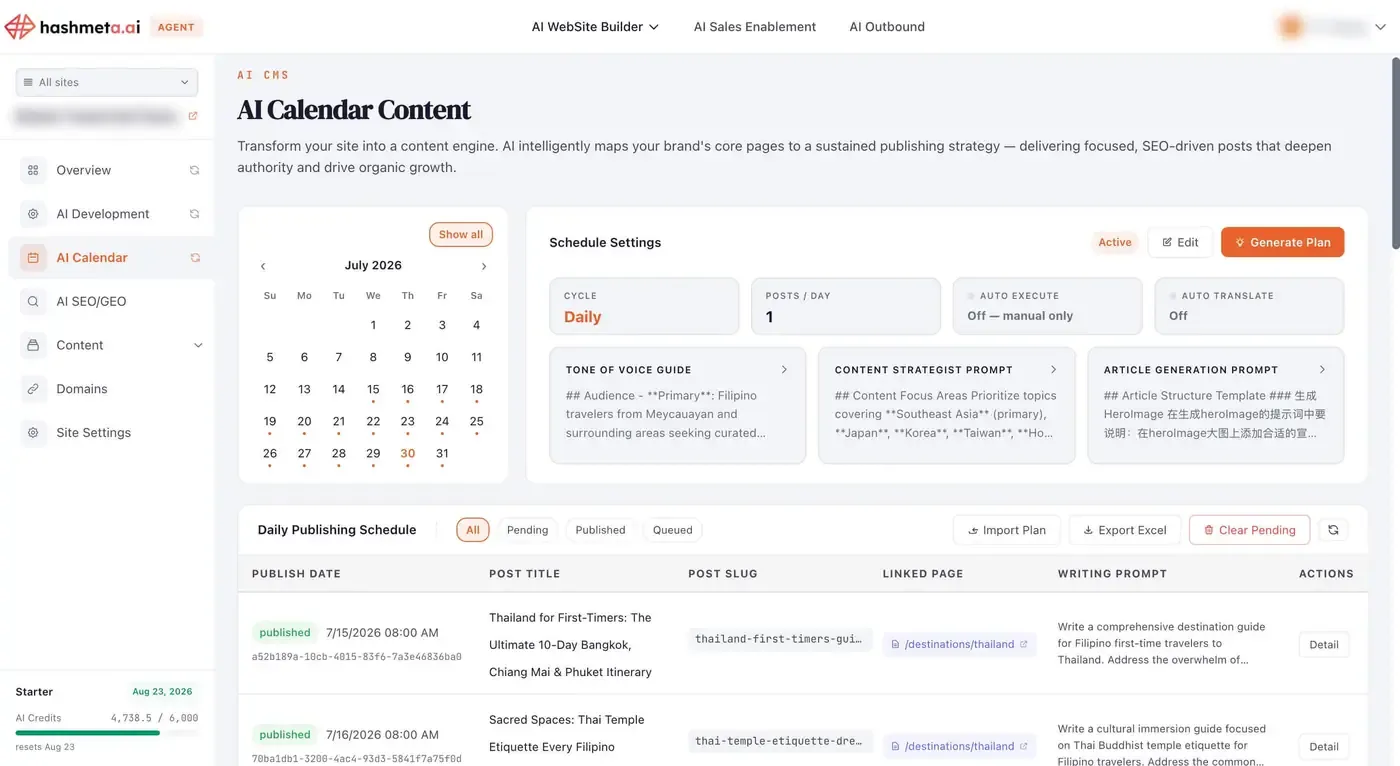 hashmeta.ai AGENT
AI WebSite Builder AI Sales Enablement AI Outbound
All sites
Overview
AI Development
AI Calendar
AI SEO/GEO
Content
Domains
Site Settings
Starter Aug 23, 2026
AI Credits 4,738.5 / 6,000
resets Aug 23
AI CMS
AI Calendar Content
Transform your site into a content engine. AI intelligently maps your brand's core pages to a sustained publishing strategy — delivering focused, SEO-driven posts that deepen
authority and drive organic growth.
Show all
July 2026
Su Mo Tu We Th Fr Sa
1 2 3 4
5 6 7 8 9 10 11
12 13 14 15 16 17 18
19 20 21 22 23 24 25
26 27 28 29 30 31
Schedule Settings Active Edit Generate Plan
CYCLE
Daily
POSTS / DAY
1
AUTO EXECUTE
Off — manual only
AUTO TRANSLATE
Off
TONE OF VOICE GUIDE
## Audience - **Primary**: Filipino
travelers from Meycauayan and
surrounding areas seeking curated...
CONTENT STRATEGIST PROMPT
## Content Focus Areas Prioritize topics
covering **Southeast Asia** (primary),
**Japan**, **Korea**, **Taiwan**, **Ho...
ARTICLE GENERATION PROMPT
## Article Structure Template ### 生成
HeroImage 在生成heroImage的提示词中要
说明：在heroImage大图上添加合适的宣...
Daily Publishing Schedule All Pending Published Queued Import Plan Export Excel Clear Pending
PUBLISH DATE POST TITLE POST SLUG LINKED PAGE WRITING PROMPT ACTIONS
published 7/15/2026 08:00 AM
a52b189a-10cb-4015-83f6-7a3e46836ba0
Thailand for First-Timers: The
Ultimate 10-Day Bangkok,
Chiang Mai & Phuket Itinerary
thailand-first-timers-gui...
/destinations/thailand
Write a comprehensive destination guide
for Filipino first-time travelers to
Thailand. Address the overwhelm of...
Detail
published 7/16/2026 08:00 AM
70ba1db1-3200-4ac4-93d3-5841f7a75f0d
Sacred Spaces: Thai Temple
Etiquette Every Filipino
thai-temple-etiquette-dre...
/destinations/thailand
Write a cultural immersion guide focused
on Thai Buddhist temple etiquette for
Filipino travelers. Address the common...
Detail